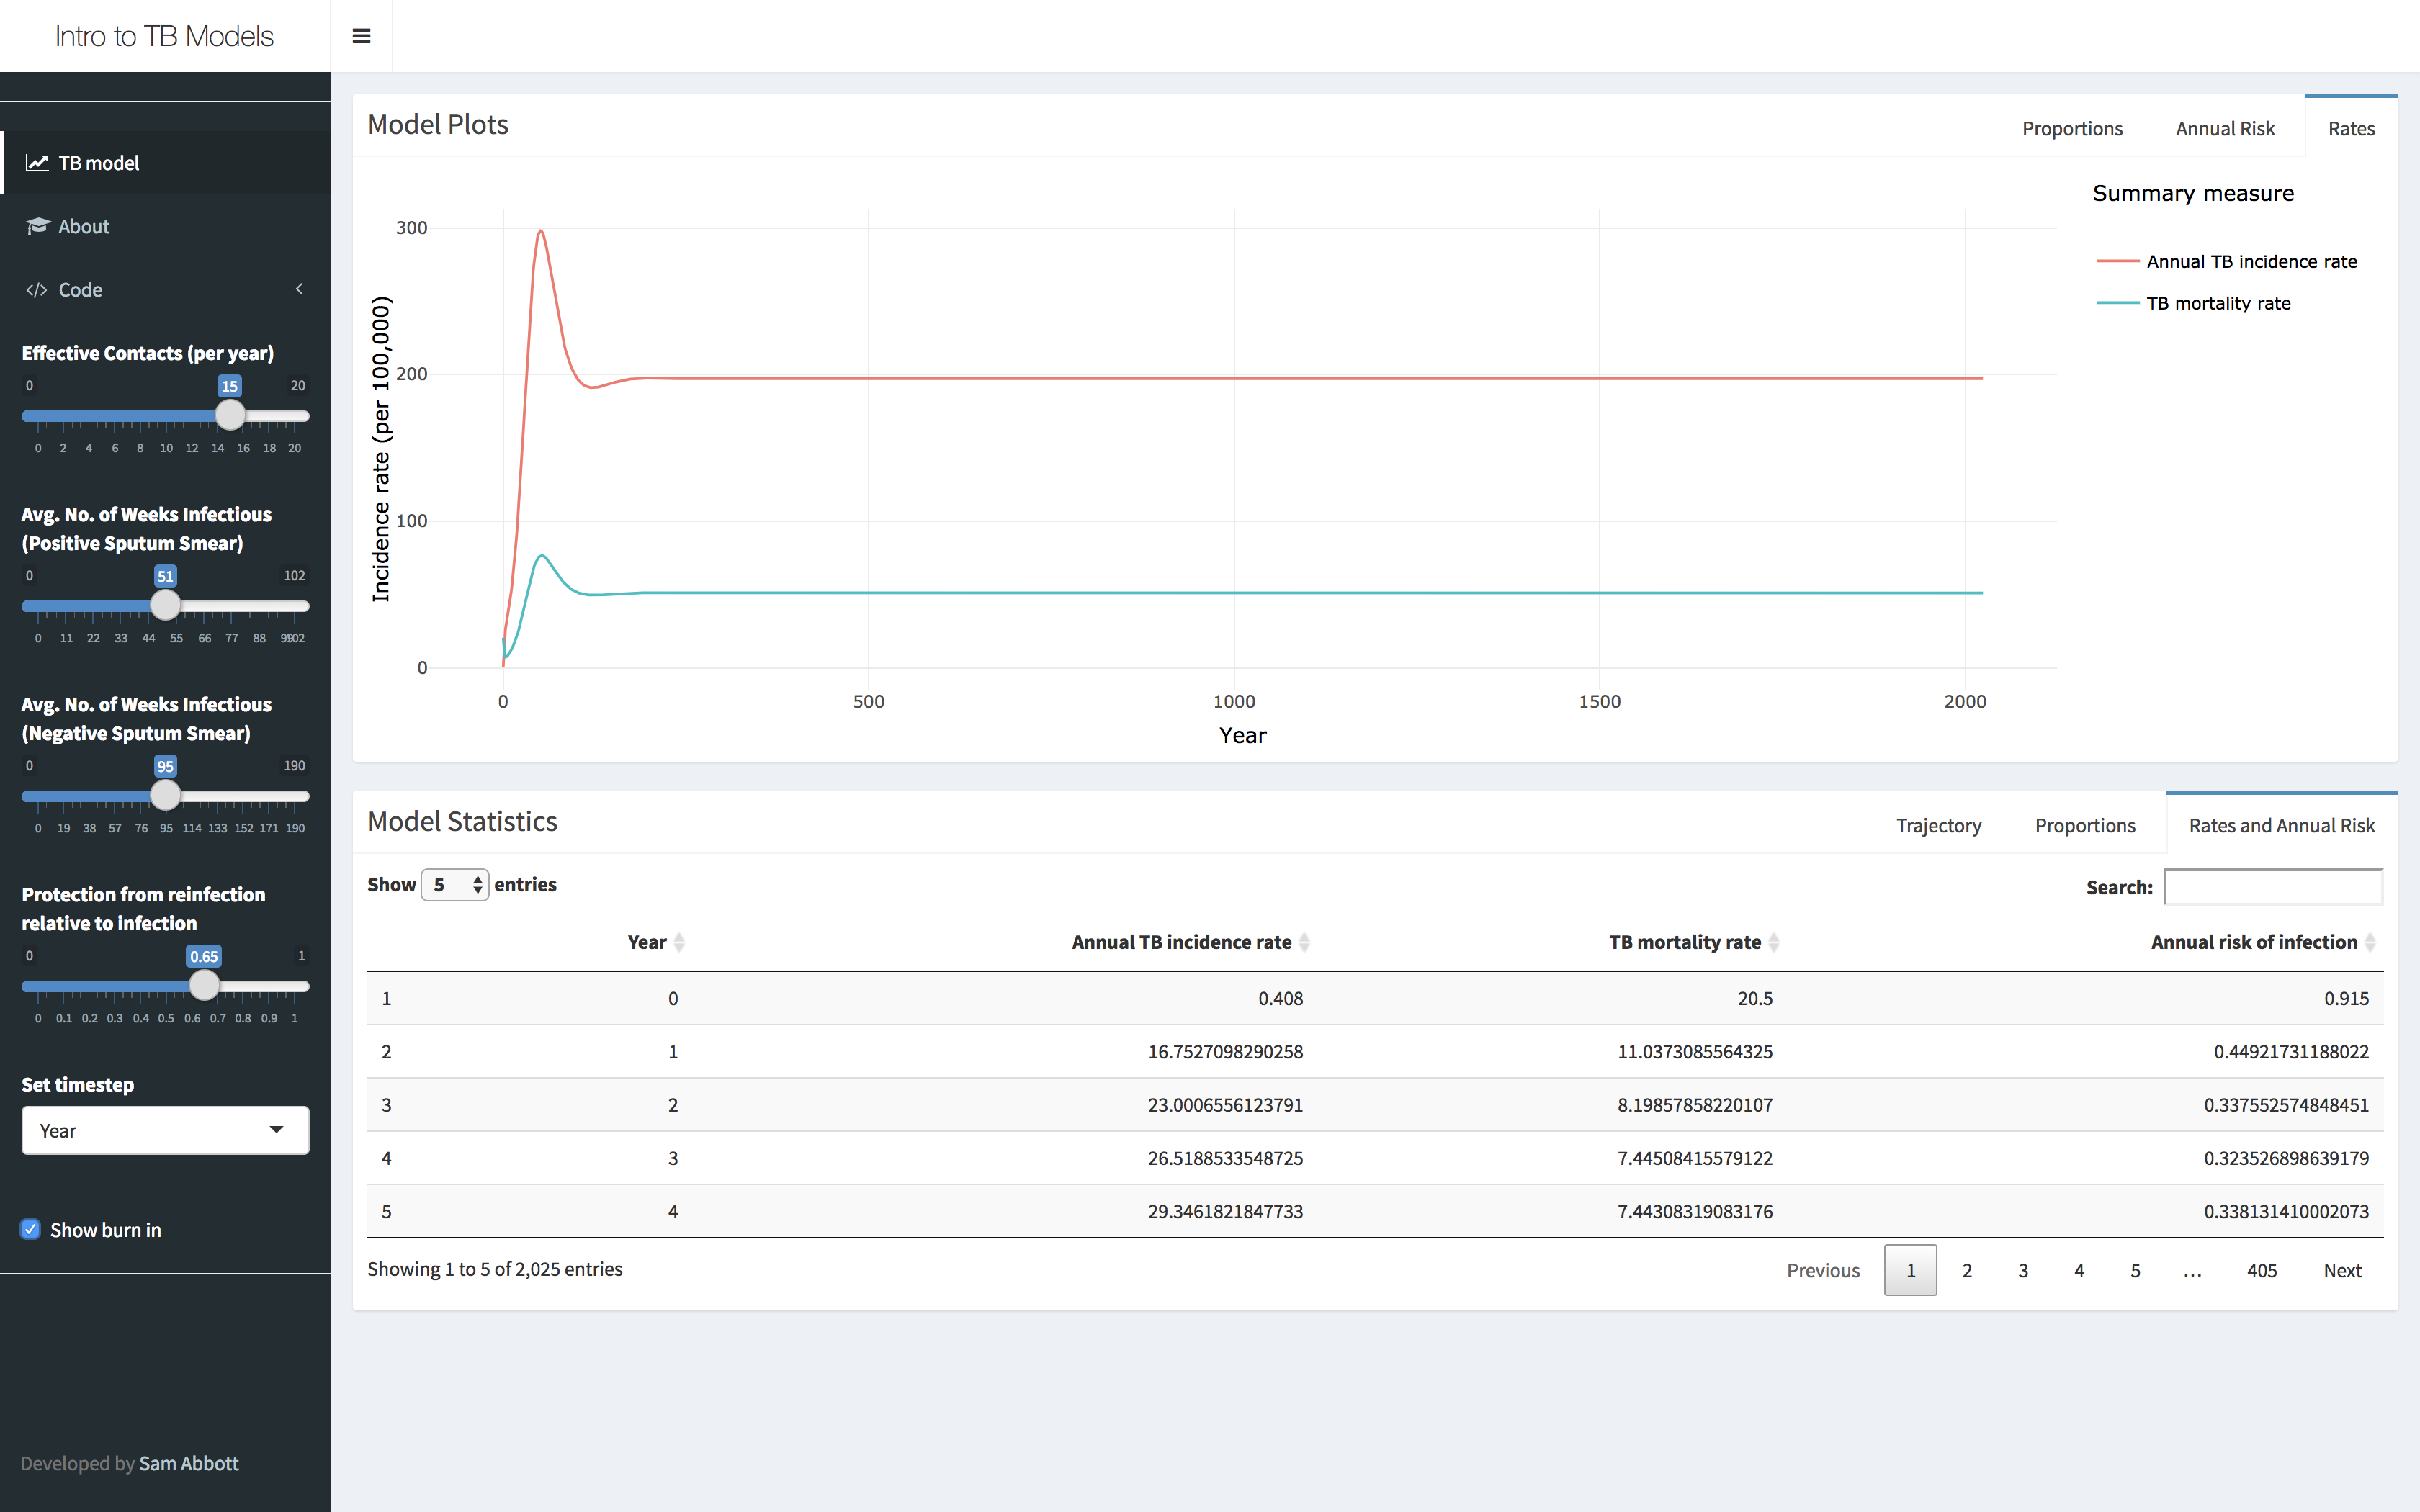 Intro to TB Models
TB model
About
Code
Effective Contacts (per year)
0 15 20
0 2 4 6 8 10 12 14 16 18 20
Avg. No. of Weeks Infectious
(Positive Sputum Smear)
0 51 102
0 11 22 33 44 55 66 77 88 99 102
Avg. No. of Weeks Infectious
(Negative Sputum Smear)
0 95 190
0 19 38 57 76 95 114 133 152 171 190
Protection from reinfection
relative to infection
0 0.65 1
0 0.1 0.2 0.3 0.4 0.5 0.6 0.7 0.8 0.9 1
Set timestep
Year
Show burn in
Developed by Sam Abbott
Model Plots
Proportions Annual Risk Rates
Summary measure
Annual TB incidence rate
TB mortality rate
Incidence rate (per 100,000)
300
200
100
0
0 500 1000 1500 2000
Year
Model Statistics
Trajectory Proportions Rates and Annual Risk
Show 5 entries
Search:
Year Annual TB incidence rate TB mortality rate Annual risk of infection
1 0 0.408 20.5 0.915
2 1 16.7527098290258 11.0373085564325 0.44921731188022
3 2 23.0006556123791 8.19857858220107 0.337552574848451
4 3 26.5188533548725 7.44508415579122 0.323526898639179
5 4 29.3461821847733 7.44308319083176 0.338131410002073
Showing 1 to 5 of 2,025 entries
Previous 1 2 3 4 5 … 405 Next